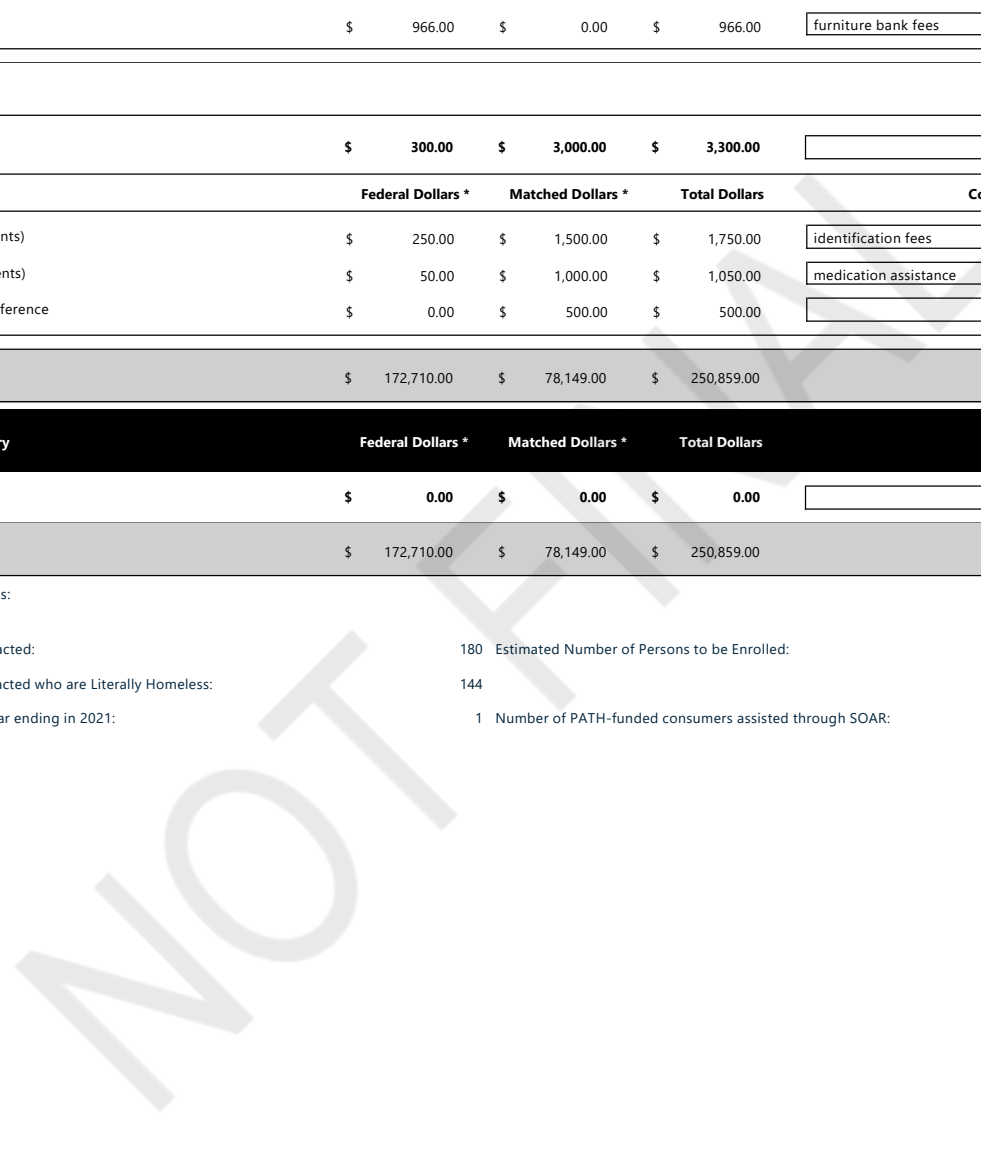 $ 966.00 $ 0.00 $ 966.00 furniture bank fees
$ 300.00 $ 3,000.00 $ 3,300.00
Federal Dollars * Matched Dollars * Total Dollars Co
nts) $ 250.00 $ 1,500.00 $ 1,750.00 identification fees
ents) $ 50.00 $ 1,000.00 $ 1,050.00 medication assistance
ference $ 0.00 $ 500.00 $ 500.00
$ 172,710.00 $ 78,149.00 $ 250,859.00
ry Federal Dollars * Matched Dollars * Total Dollars
$ 0.00 $ 0.00 $ 0.00
$ 172,710.00 $ 78,149.00 $ 250,859.00
s:
acted: 180 Estimated Number of Persons to be Enrolled:
acted who are Literally Homeless: 144
ar ending in 2021: 1 Number of PATH-funded consumers assisted through SOAR:
NOT FINAL